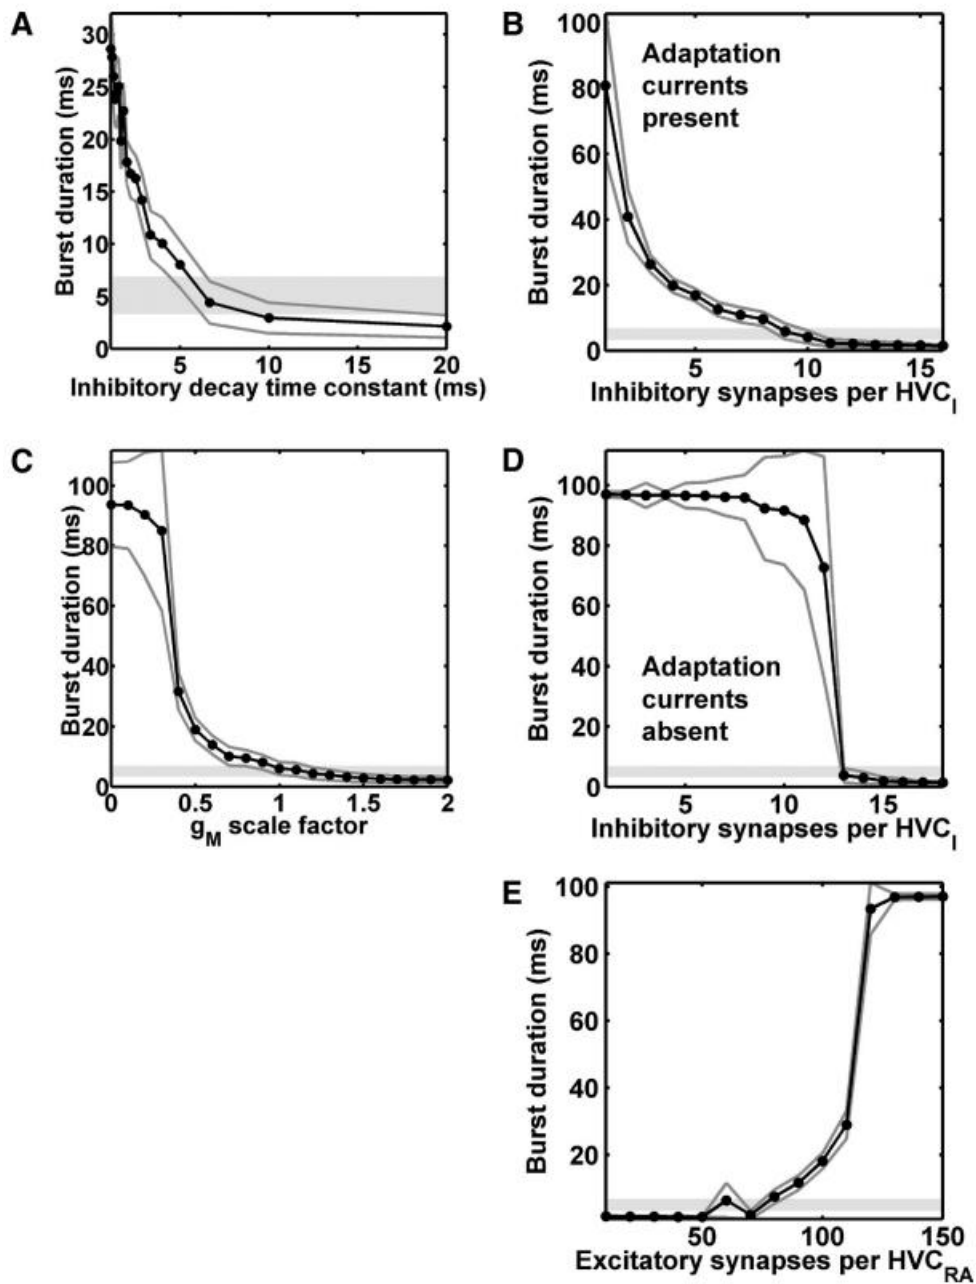 A
Burst duration (ms)
30
25
20
15
10
5
0
5
10
15
20
Inhibitory decay time constant (ms)
B
Burst duration (ms)
100
80
60
40
20
0
Adaptation
currents
present
5
10
15
Inhibitory synapses per HVC_I
C
Burst duration (ms)
100
80
60
40
20
0
0
0.5
1
1.5
2
g_M scale factor
D
Burst duration (ms)
100
80
60
40
20
0
Adaptation
currents
absent
5
10
15
Inhibitory synapses per HVC_I
E
Burst duration (ms)
100
80
60
40
20
50
100
150
Excitatory synapses per HVC_RA